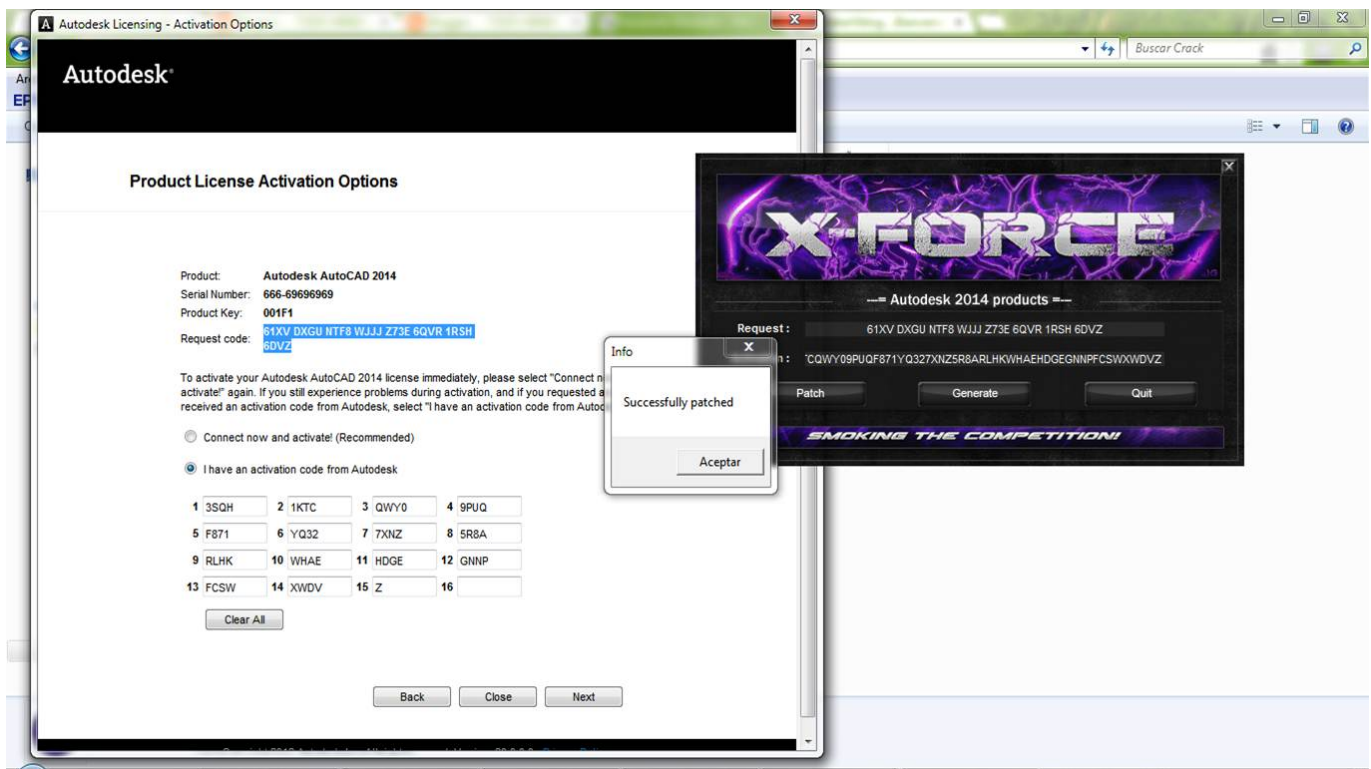 Autodesk Licensing - Activation Options
Buscar Crack
Autodesk
Product License Activation Options
Product: Autodesk AutoCAD 2014
Serial Number: 666-69696969
Product Key: 001F1
Request code: 61XV DXGU NTF8 WJJJ Z73E 6QVR 1RSH
6DVZ
To activate your Autodesk AutoCAD 2014 license immediately, please select "Connect
activate!" again. If you still experience problems during activation, and if you requested
received an activation code from Autodesk, select "I have an activation code from
Connect now and activate! (Recommended)
I have an activation code from Autodesk
1 3SQH 2 1KTC 3 QWY0 4 9PUQ
5 F871 6 YQ32 7 7XNZ 8 5R8A
9 RLHK 10 WHAE 11 HDGE 12 GNNP
13 FCSW 14 XWDV 15 Z 16
Clear All
Back Close Next
Info
Successfully patched
Aceptar
X-FORCE
---= Autodesk 2014 products =---
Request: 61XV DXGU NTF8 WJJJ Z73E 6QVR 1RSH 6DVZ
CQWY09PUQF871YQ327XNZ5R8ARLHKWHAEHDGEGNNPFCSWXWDVZ
Patch Generate Quit
SMOKING THE COMPETITION!